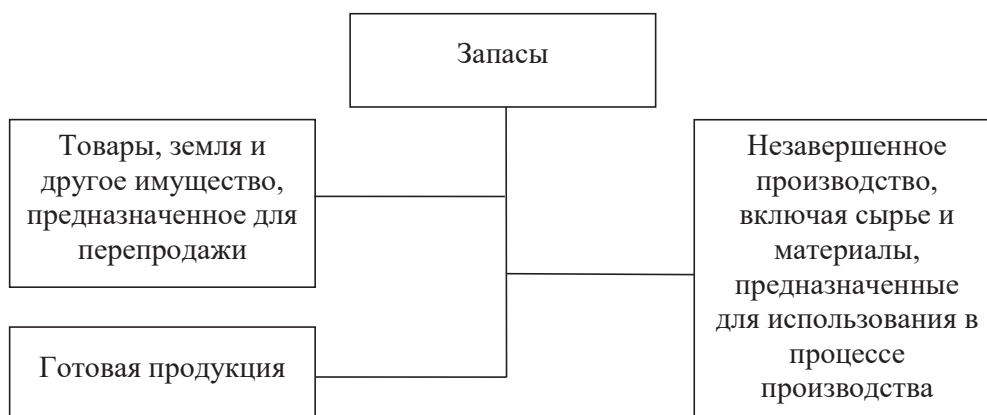 Запасы
Товары, земля и
другое имущество,
предназначенное для
перепродажи
Готовая продукция
Незавершенное
производство,
включая сырье и
материалы,
предназначенные
для использования в
процессе
производства